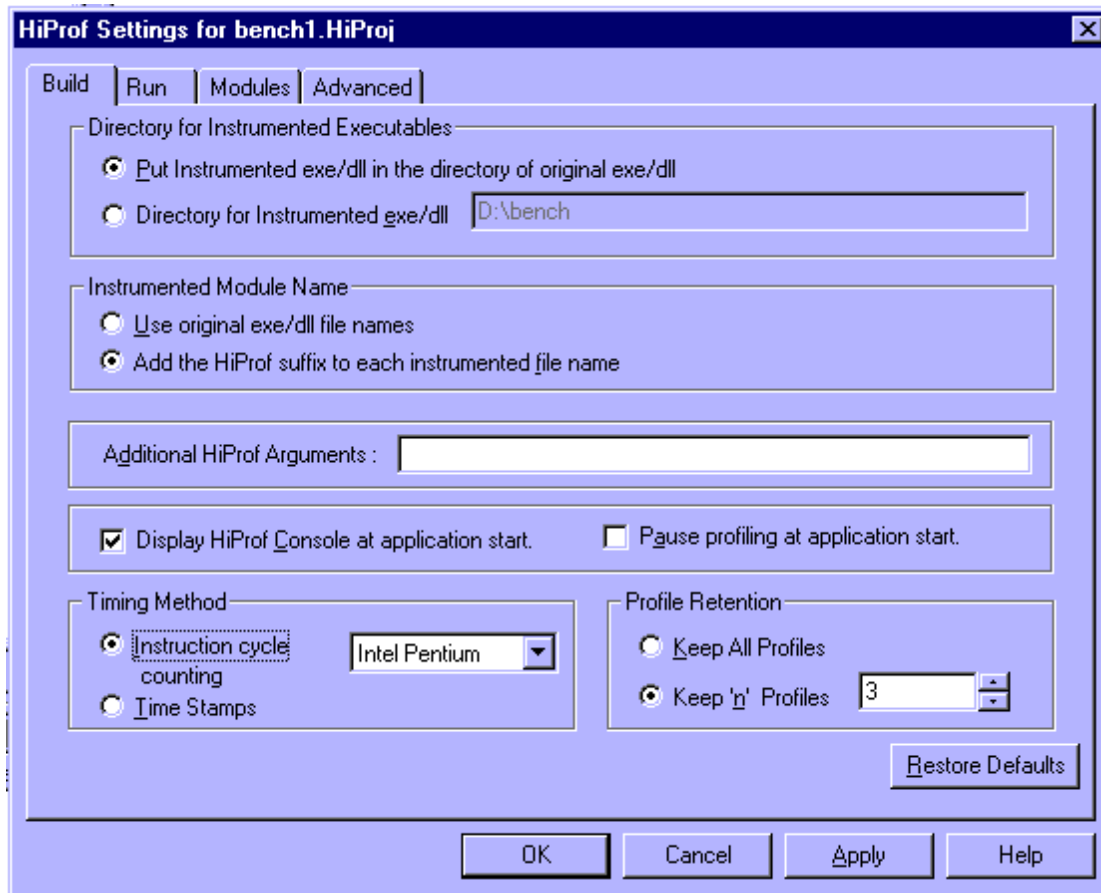 HiProf Settings for bench1.HiProj
Build Run Modules Advanced
Directory for Instrumented Executables
Put Instrumented exe/dll in the directory of original exe/dll
Directory for Instrumented exe/dll D:\bench
Instrumented Module Name
Use original exe/dll file names
Add the HiProf suffix to each instrumented file name
Additional HiProf Arguments :
Display HiProf Console at application start. Pause profiling at application start.
Timing Method
Instruction cycle
counting
Intel Pentium
Time Stamps
Profile Retention
Keep All Profiles
Keep 'n' Profiles 3
Restore Defaults
OK Cancel Apply Help